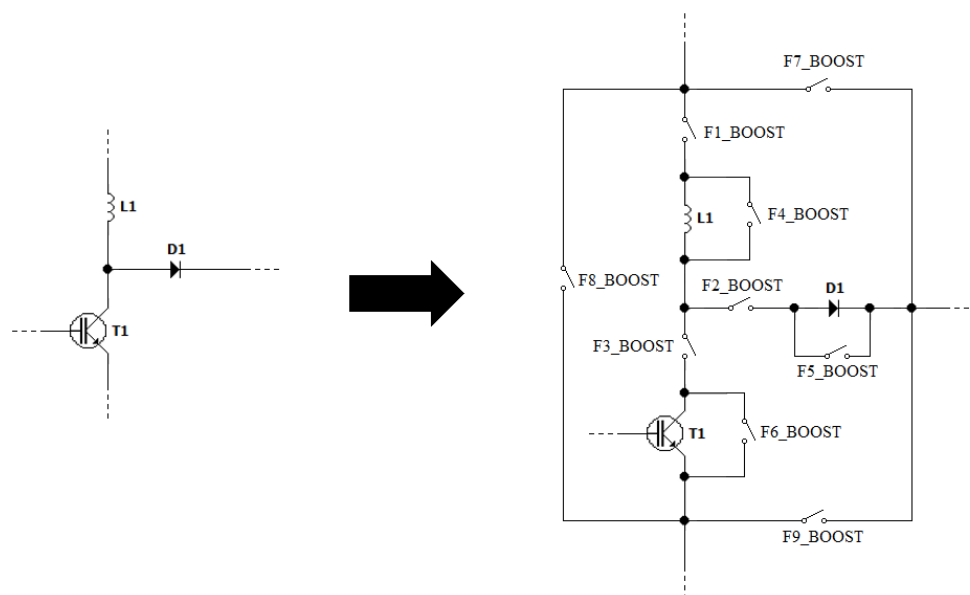 L1
D1
T1
F7_BOOST
F1_BOOST
L1
F4_BOOST
F8_BOOST
F2_BOOST
D1
F3_BOOST
F5_BOOST
T1
F6_BOOST
F9_BOOST